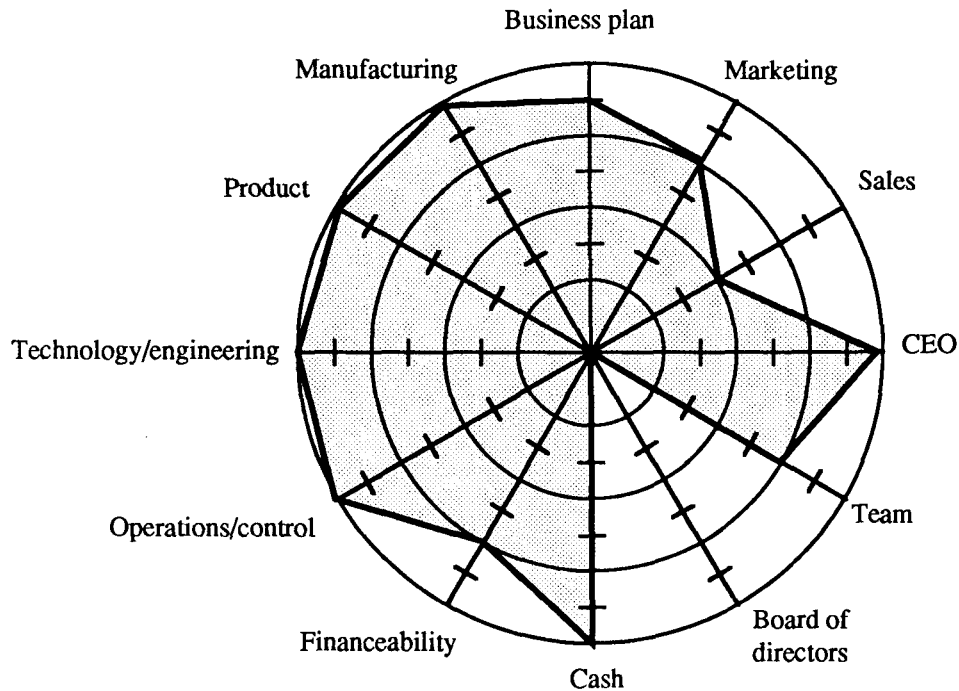 Business plan
Manufacturing
Marketing
Product
Sales
Technology/engineering
CEO
Operations/control
Team
Financeability
Board of
directors
Cash